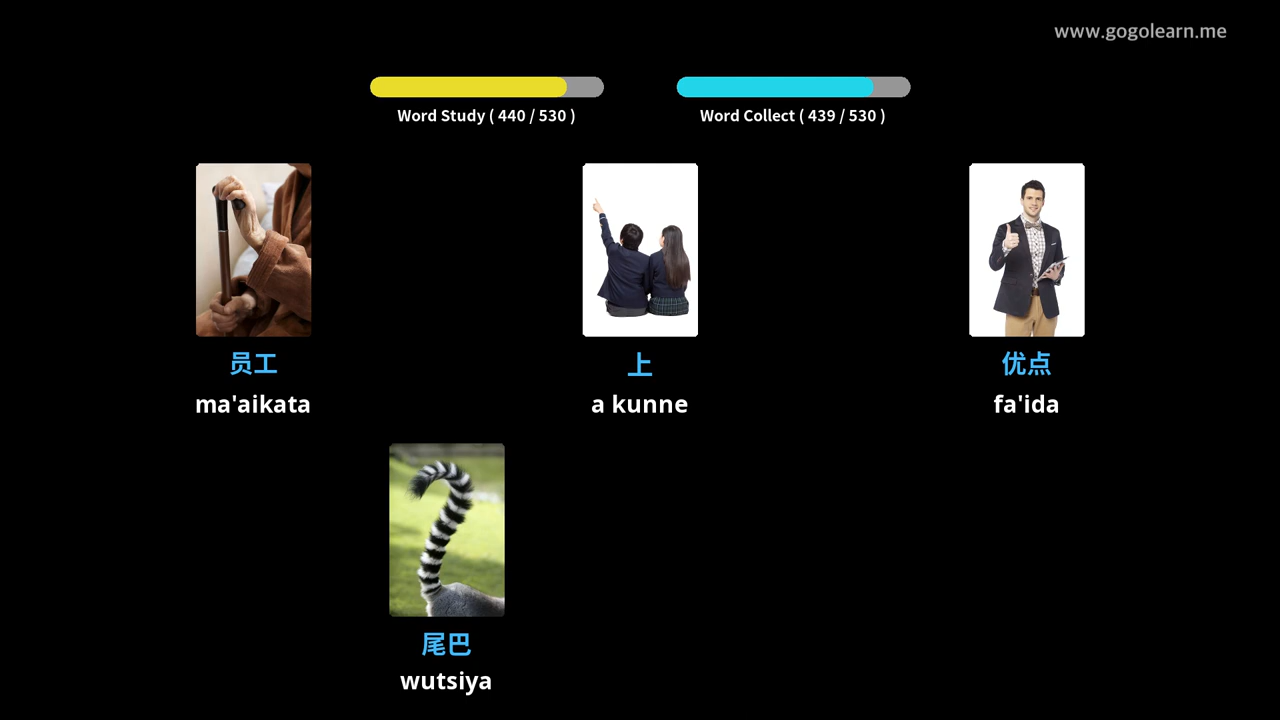 www.gogolearn.me
Word Study ( 440 / 530 )
Word Collect ( 439 / 530 )
员工
上
优点
ma'aikata
a kunne
fa'ida
尾巴
wutsiya